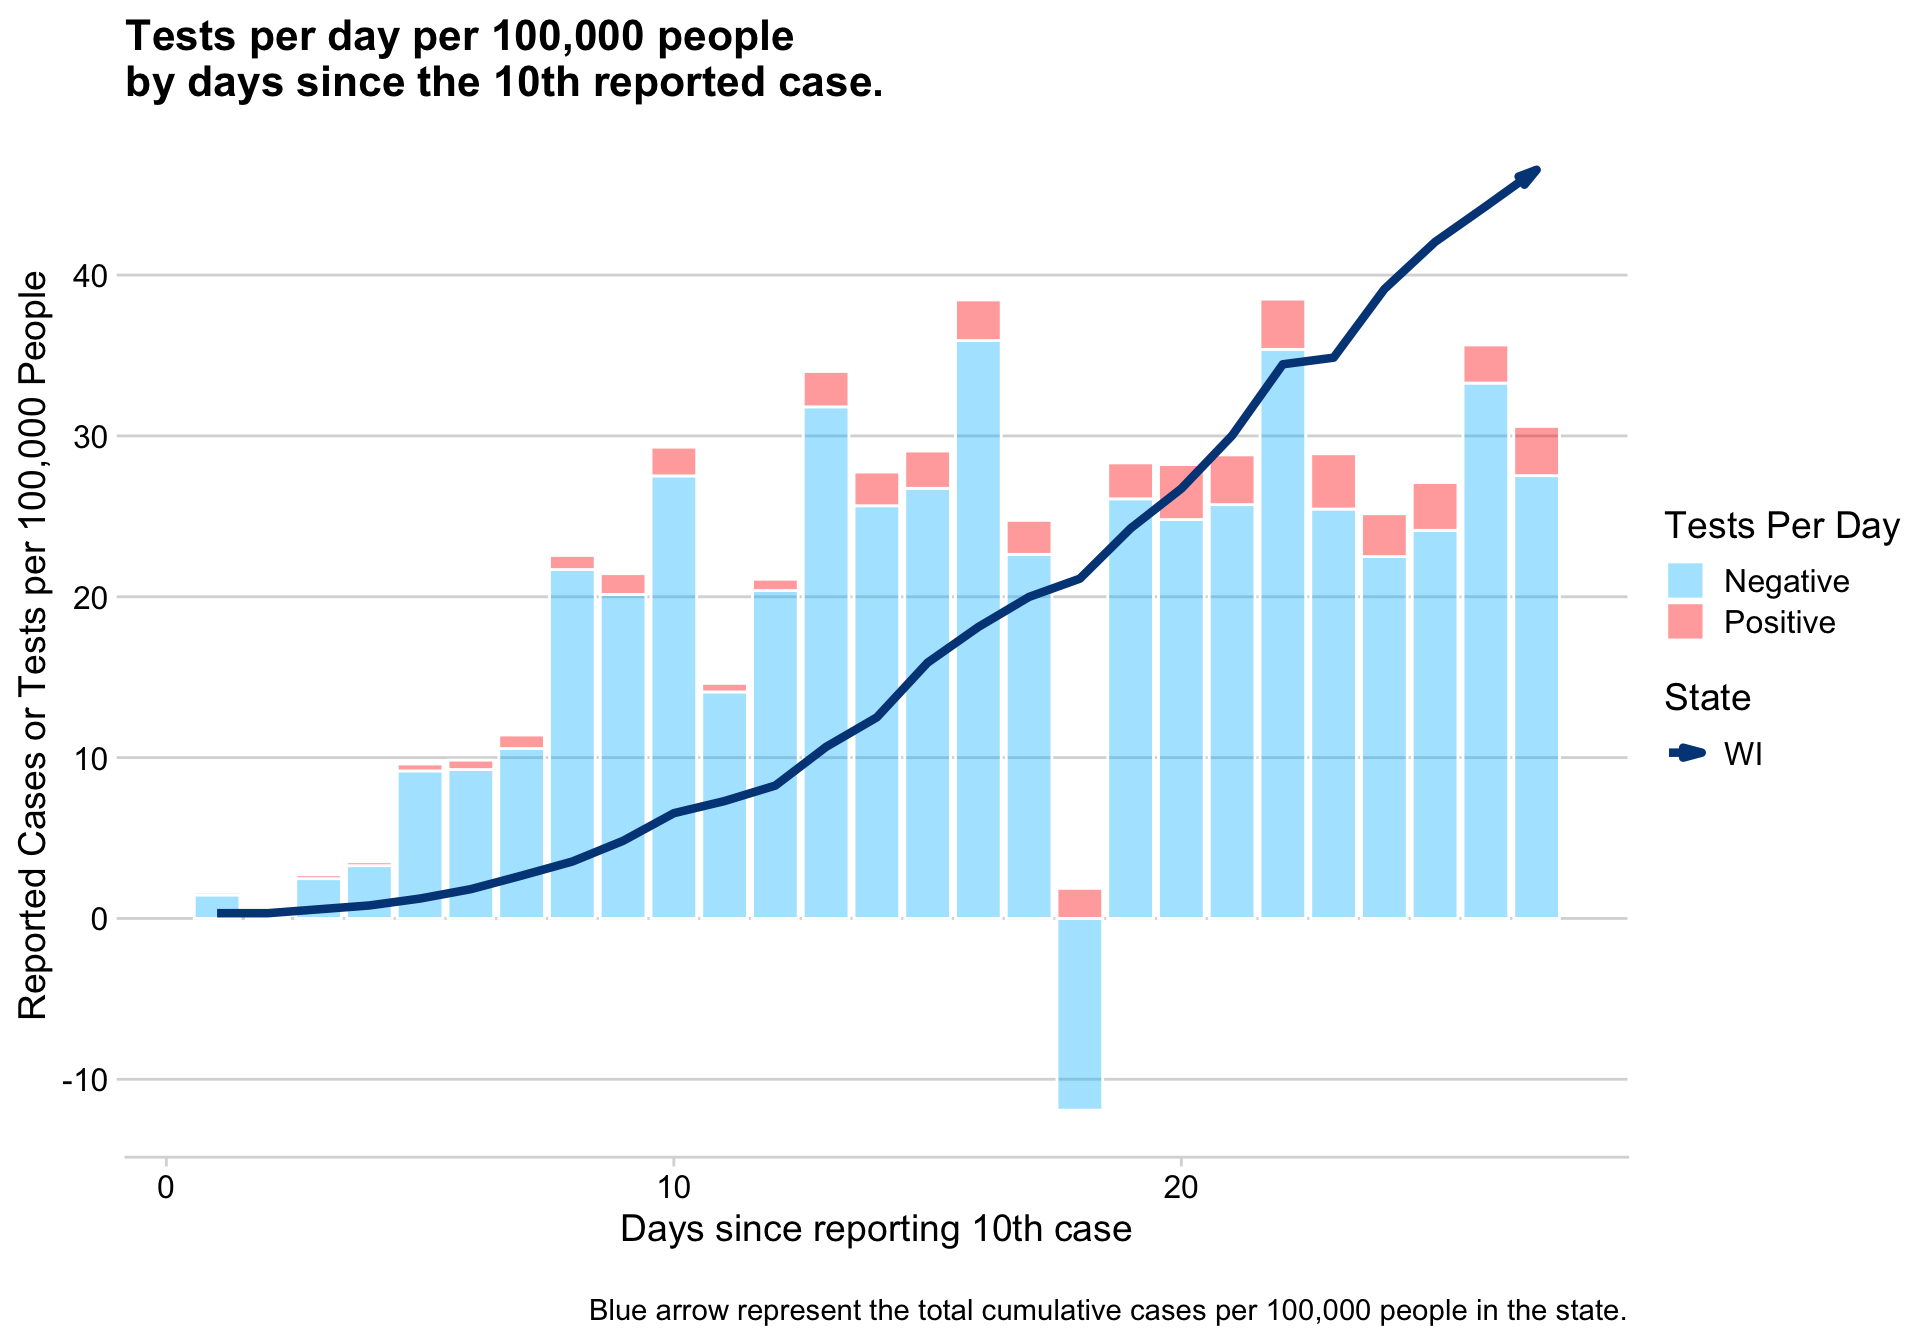 Tests per day per 100,000 people
by days since the 10th reported case.
Reported Cases or Tests per 100,000 People
40
30
20
10
0
-10
0
10
20
Days since reporting 10th case
Tests Per Day
Negative
Positive
State
WI
Blue arrow represent the total cumulative cases per 100,000 people in the state.